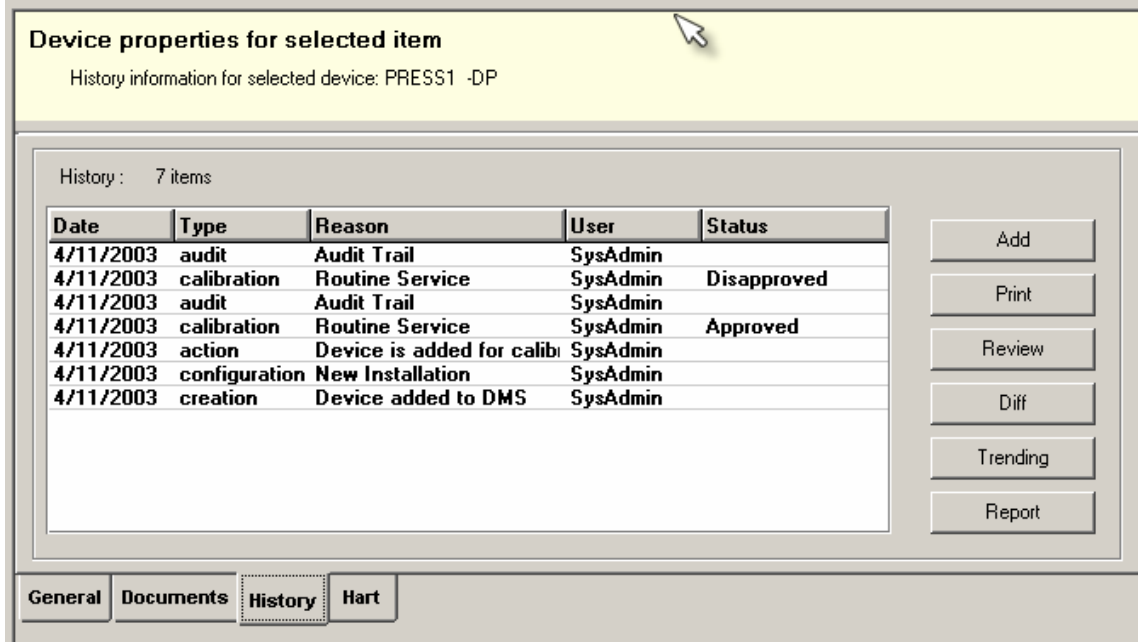 Device properties for selected item
History information for selected device: PRESS1 -DP
History : 7 items
Date Type Reason User Status
4/11/2003 audit Audit Trail SysAdmin
4/11/2003 calibration Routine Service SysAdmin Disapproved
4/11/2003 audit Audit Trail SysAdmin
4/11/2003 calibration Routine Service SysAdmin Approved
4/11/2003 action Device is added for calib SysAdmin
4/11/2003 configuration New Installation SysAdmin
4/11/2003 creation Device added to DMS SysAdmin
Add
Print
Review
Diff
Trending
Report
General Documents History Hart